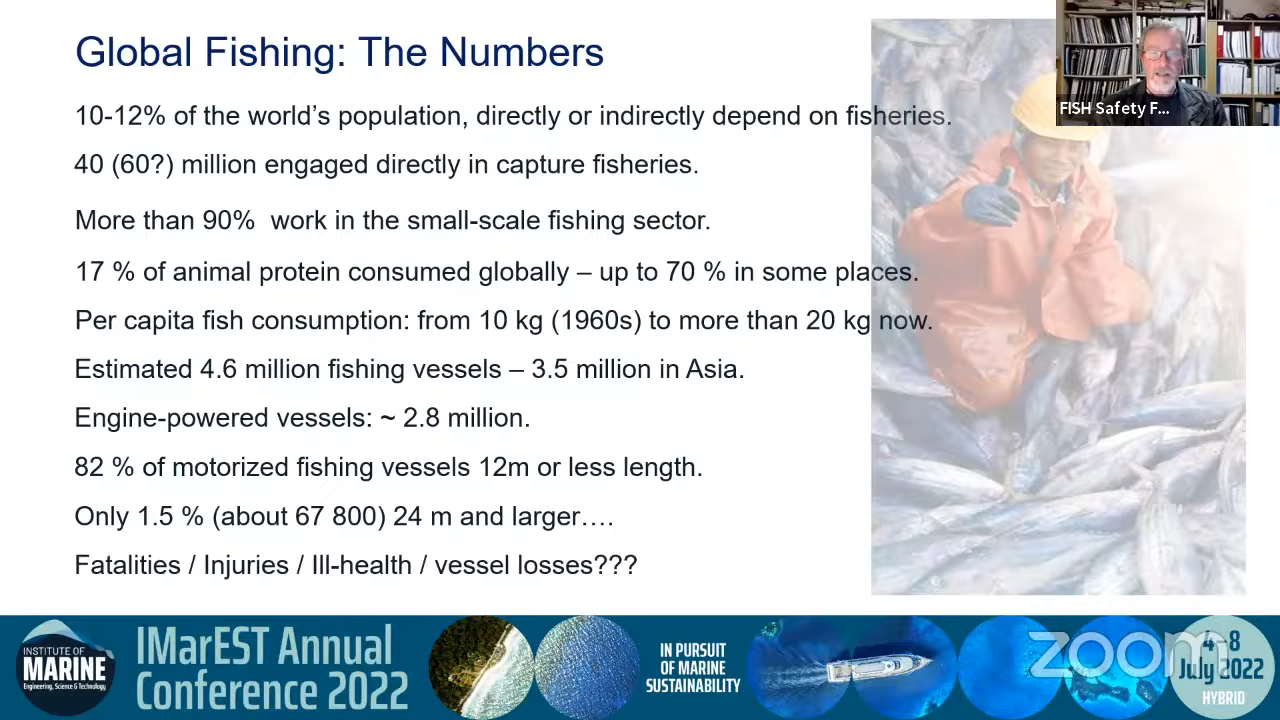 Global Fishing: The Numbers
FISH Safety F...
10-12% of the world's population, directly or indirectly depend on fisheries.
40 (60?) million engaged directly in capture fisheries.
More than 90%  work in the small-scale fishing sector.
17 % of animal protein consumed globally – up to 70 % in some places.
Per capita fish consumption: from 10 kg (1960s) to more than 20 kg now.
Estimated 4.6 million fishing vessels – 3.5 million in Asia.
Engine-powered vessels: ~ 2.8 million.
82 % of motorized fishing vessels 12m or less length.
Only 1.5 % (about 67 800) 24 m and larger….
Fatalities / Injuries / Ill-health / vessel losses???
INSTITUTE OF
MARINE
Engineering, Science & Technology
IMarEST Annual
Conference 2022
IN PURSUIT
OF MARINE
SUSTAINABILITY
zoom
4–8
July 2022
HYBRID